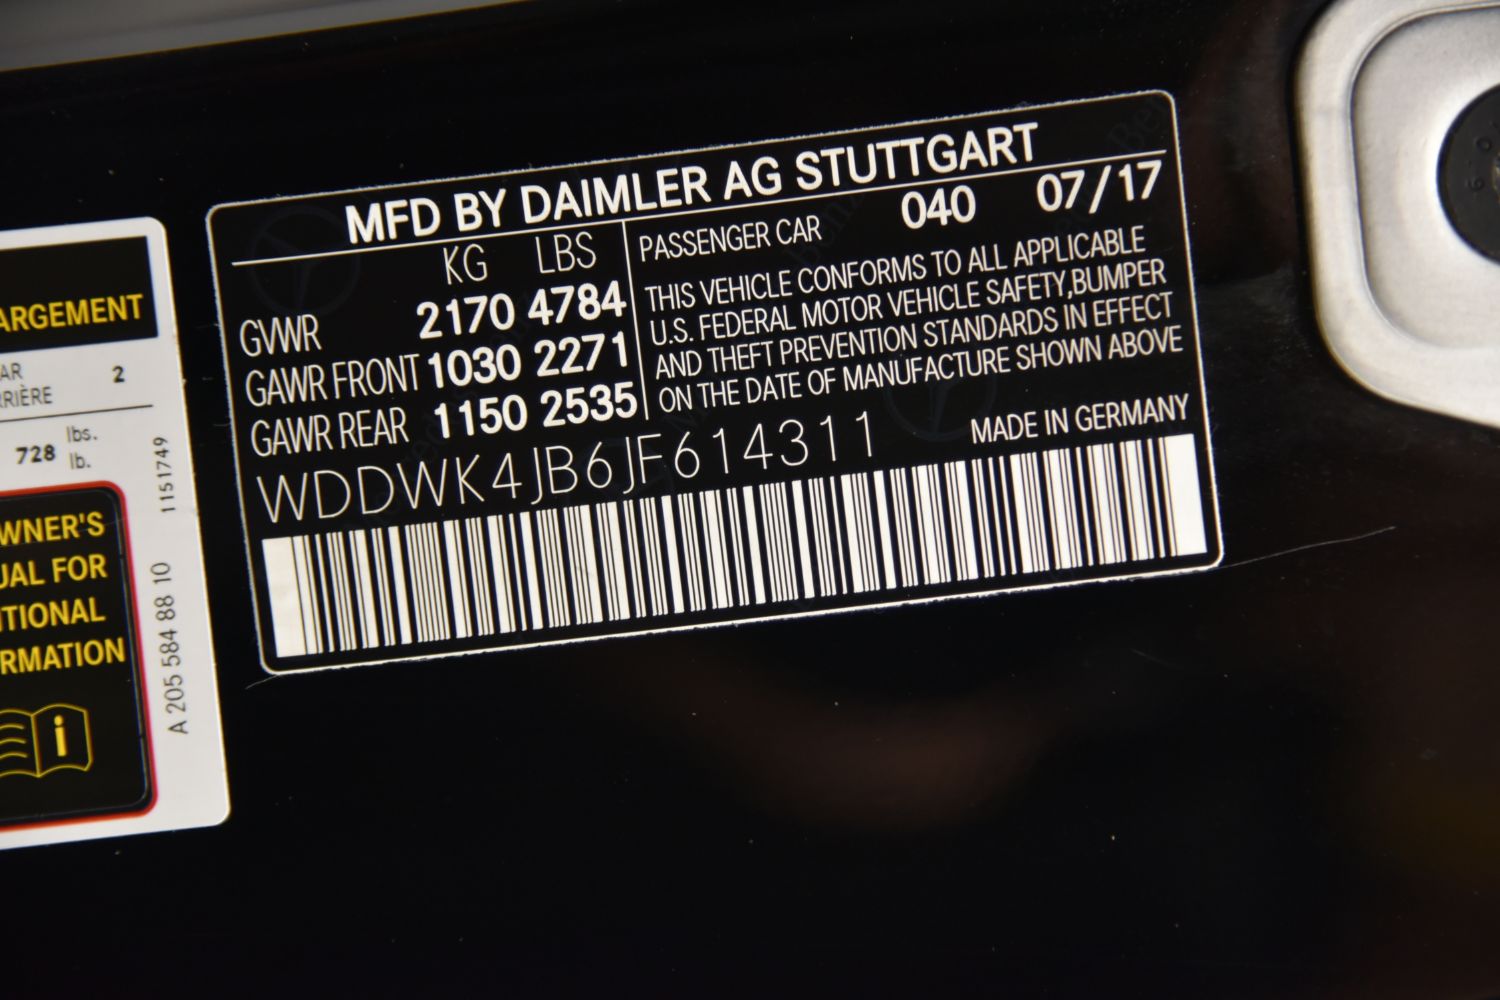 ARGEMENT
AR
RIÈRE
2
728 lbs.
lb.
1151749
WNER'S
UAL FOR
ITIONAL
RMATION
i
A 205 584 88 10
MFD BY DAIMLER AG STUTTGART
KG LBS
GVWR 2170 4784
GAWR FRONT 1030 2271
GAWR REAR 1150 2535
PASSENGER CAR 040 07/17
THIS VEHICLE CONFORMS TO ALL APPLICABLE
U.S. FEDERAL MOTOR VEHICLE SAFETY,BUMPER
AND THEFT PREVENTION STANDARDS IN EFFECT
ON THE DATE OF MANUFACTURE SHOWN ABOVE
WDDWK4JB6JF614311
MADE IN GERMANY